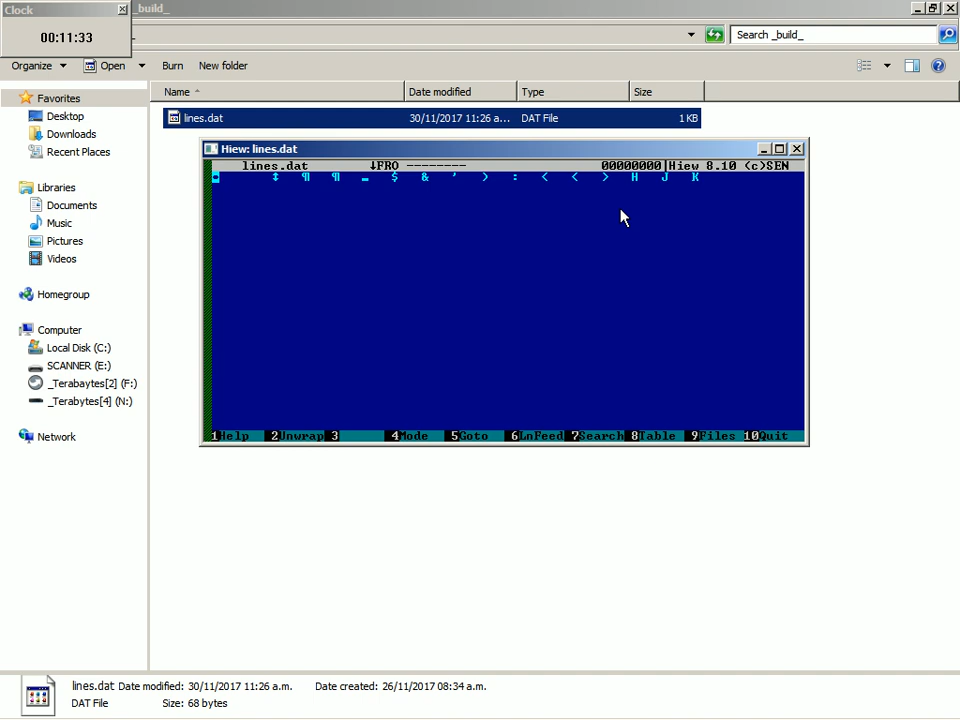 Clock
_build_
00:11:33
Search _build_
Organize Open Burn New folder
Name Date modified Type Size
Favorites
Desktop
Downloads
Recent Places
Libraries
Documents
Music
Pictures
Videos
Homegroup
Computer
Local Disk (C:)
SCANNER (E:)
_Terabaytes[2] (F:)
_Terabytes[4] (N:)
Network
lines.dat 30/11/2017 11:26 a... DAT File 1 KB
Hiew: lines.dat
lines.dat ↓FRO -------- 00000000|Hiew 8.10 (c)SEN
↕ ¶ ¶ _ $ & ' > : < < > H J K
1Help 2Unwrap 3 4Mode 5Goto 6LnFeed 7Search 8Table 9Files 10Quit
lines.dat Date modified: 30/11/2017 11:26 a.m. Date created: 26/11/2017 08:34 a.m.
DAT File Size: 68 bytes